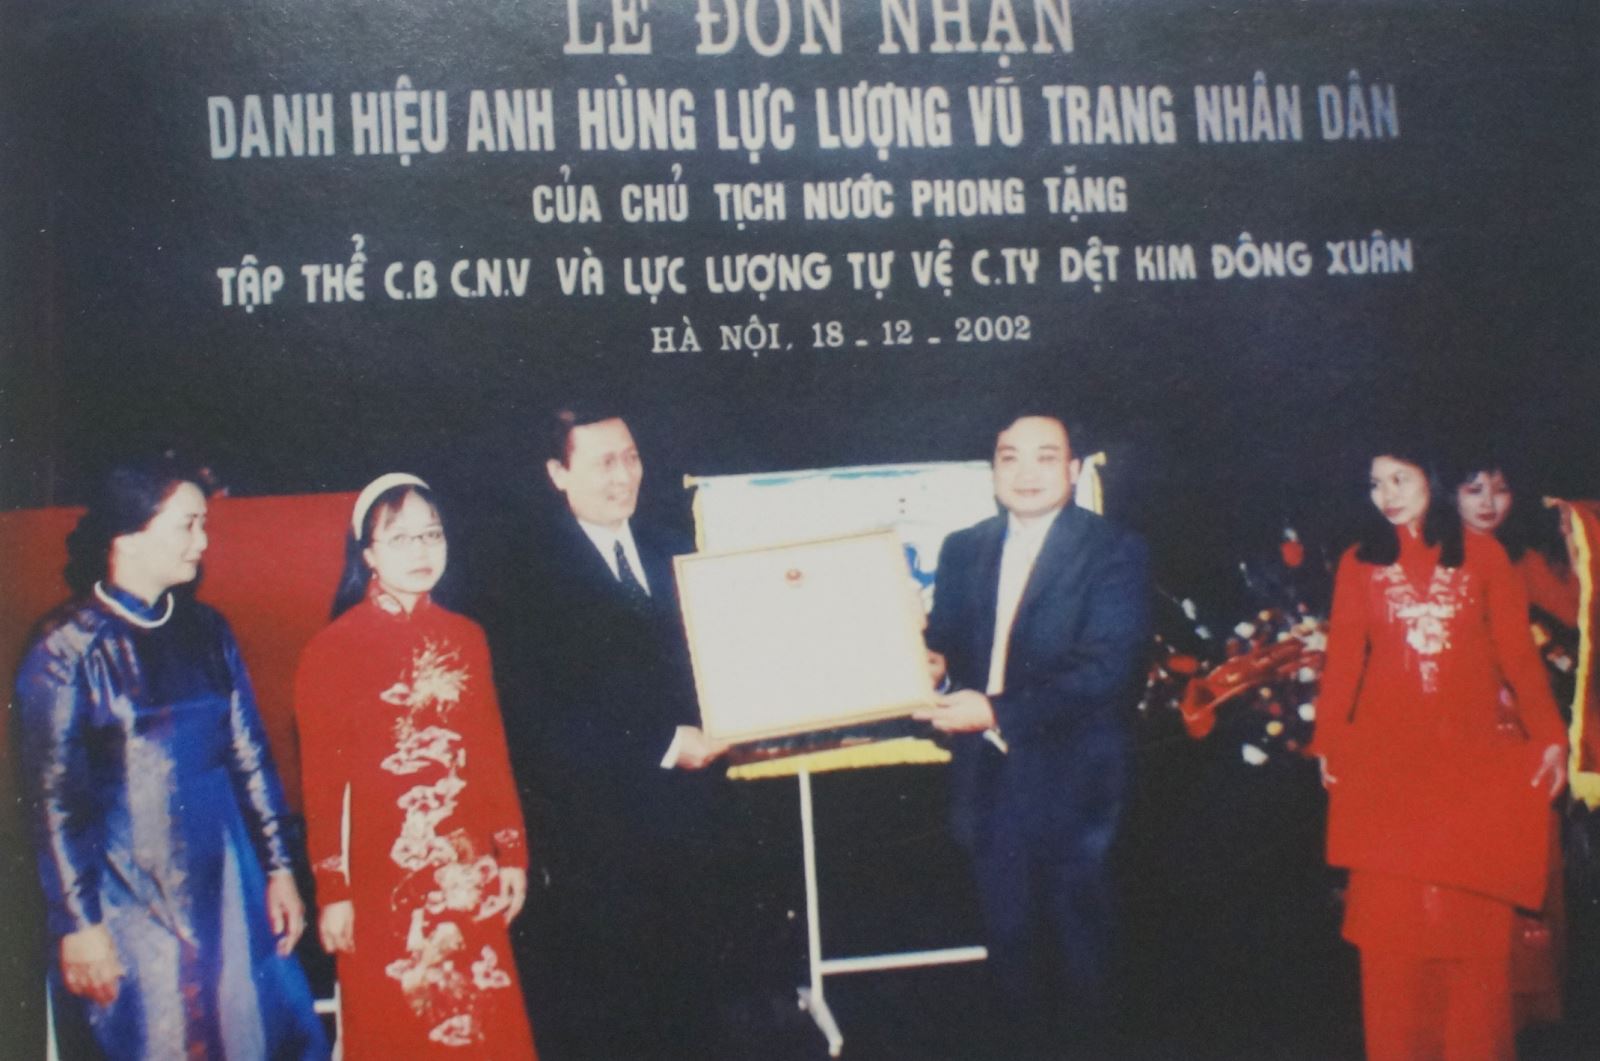 LỄ ĐÓN NHẬN
DANH HIỆU ANH HÙNG LỰC LƯỢNG VŨ TRANG NHÂN DÂN
CỦA CHỦ TỊCH NƯỚC PHONG TẶNG
TẬP THỂ C.B C.N.V VÀ LỰC LƯỢNG TỰ VỆ C.TY DỆT KIM ĐÔNG XUÂN
HÀ NỘI, 18 - 12 - 2002